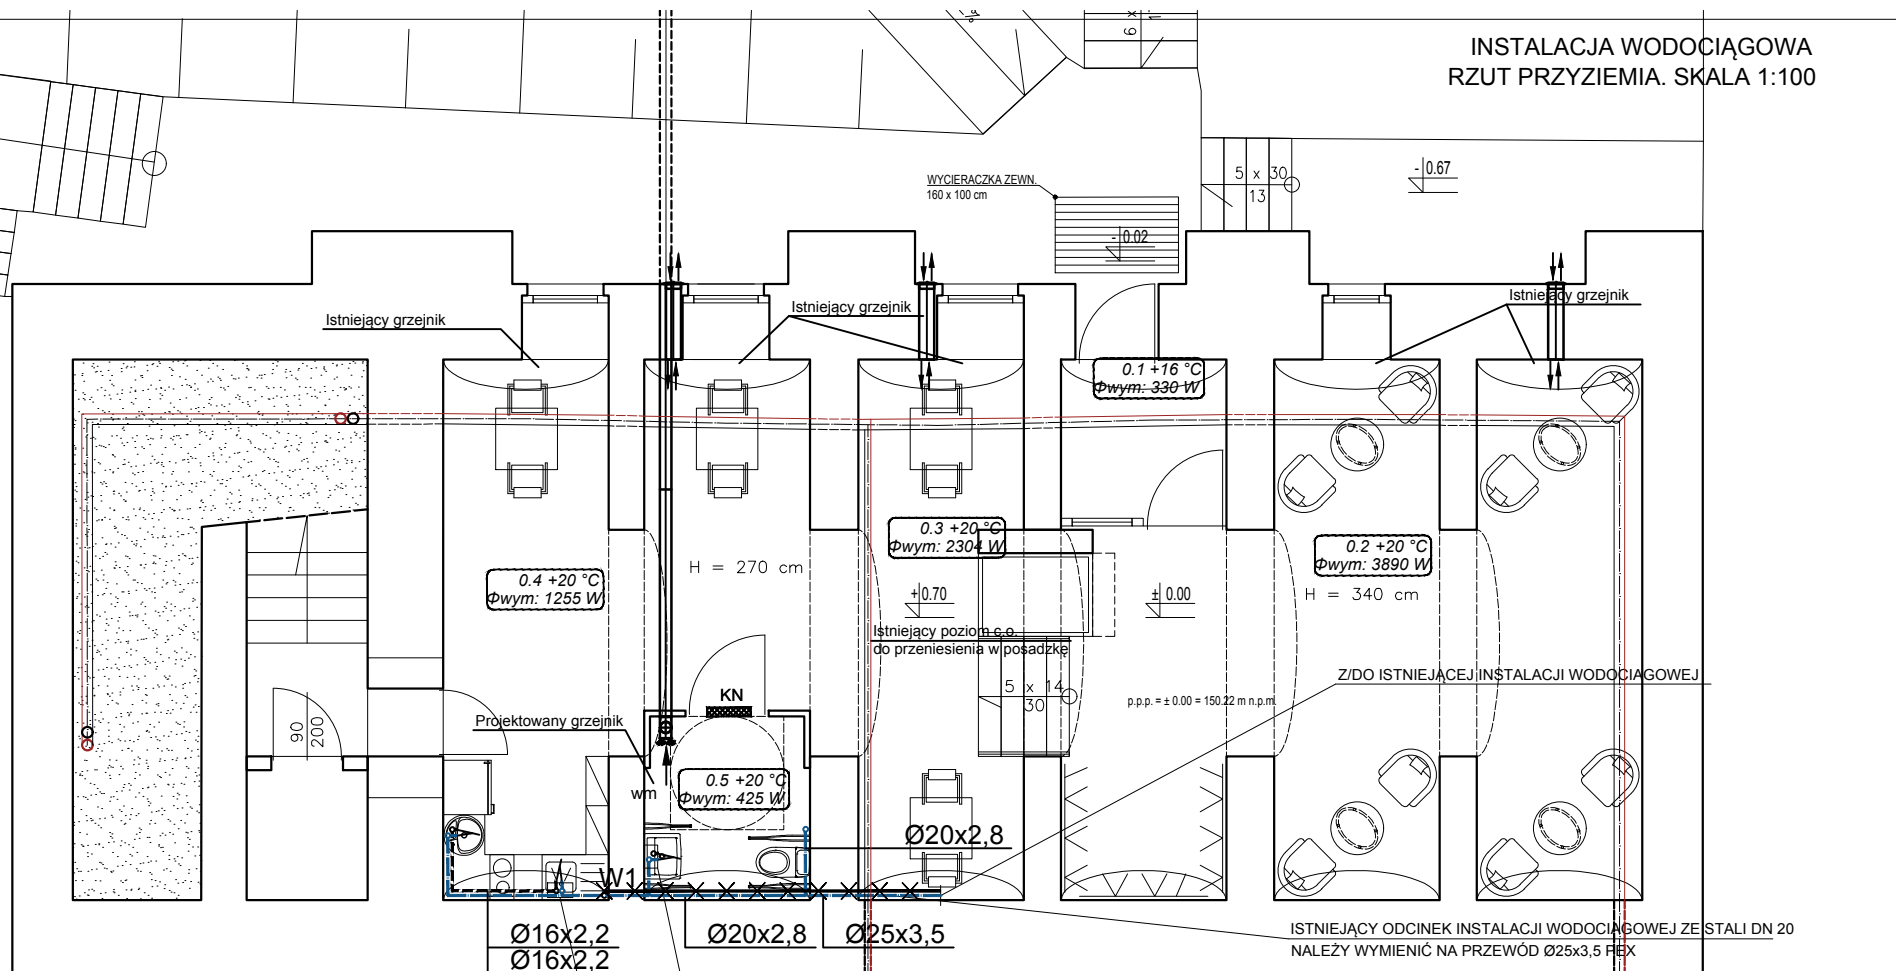 INSTALACJA WODOCIĄGOWA
RZUT PRZYZIEMIA. SKALA 1:100
6 x
%
WYCIERACZKA ZEWN.
160 x 100 cm
5 x 30
13
- 0.67
- 0.02
Istniejący grzejnik
Istniejący grzejnik
Istniejący grzejnik
0.1 +16 °C
Φwym: 330 W
0.3 +20 °C
Φwym: 2304 W
0.2 +20 °C
Φwym: 3890 W
0.4 +20 °C
Φwym: 1255 W
H = 270 cm
H = 340 cm
+0.70
± 0.00
Istniejący poziom c.o.
do przeniesienia w posadzkę
Z/DO ISTNIEJĄCEJ INSTALACJI WODOCIAGOWEJ
5 x 14
30
p.p.p. = ± 0.00 = 150.22 m n.p.m.
KN
90
200
Projektowany grzejnik
wm
0.5 +20 °C
Φwym: 425 W
Ø20x2,8
W1
Ø16x2,2
Ø16x2,2
Ø20x2,8
Ø25x3,5
ISTNIEJĄCY ODCINEK INSTALACJI WODOCIĄGOWEJ ZE STALI DN 20
NALEŻY WYMIENIĆ NA PRZEWÓD Ø25x3,5 PEX